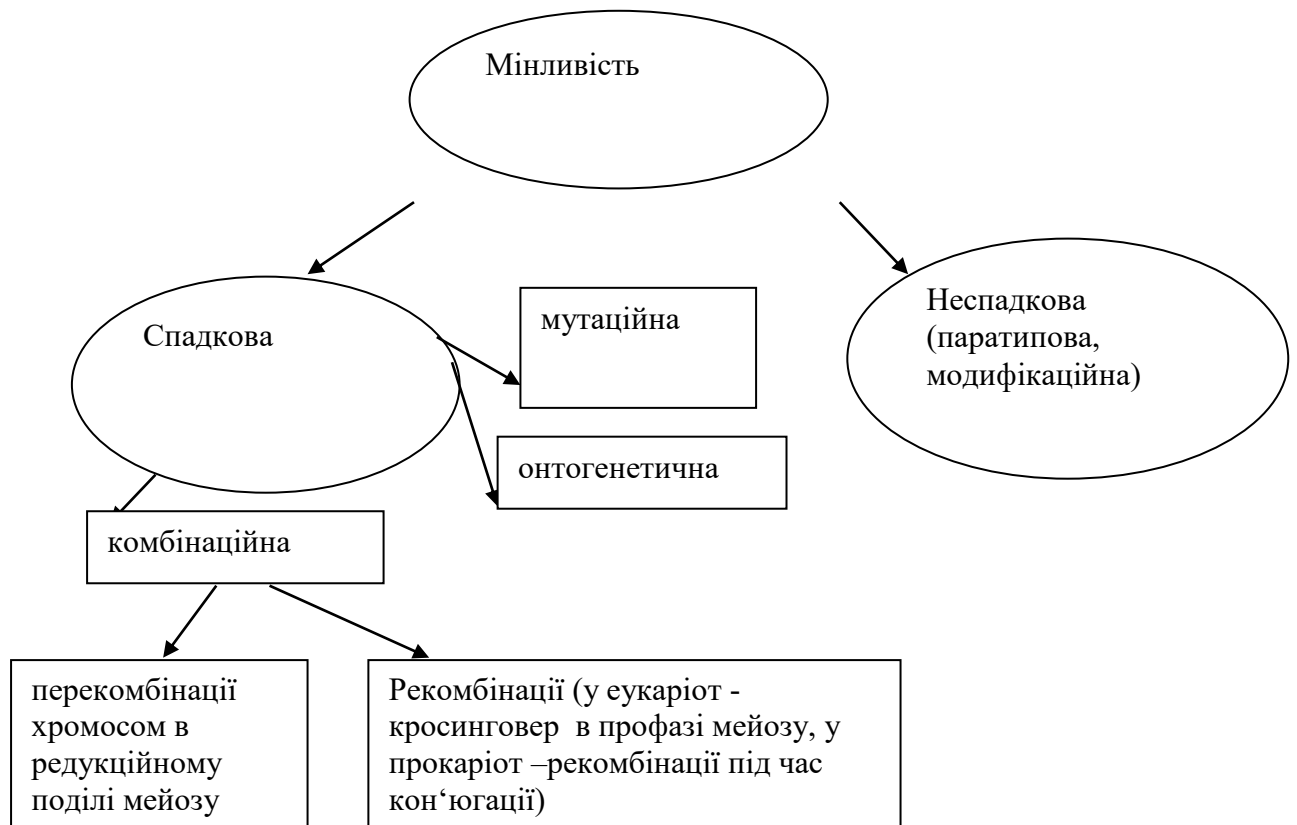 Мінливість
Спадкова
мутаційна
Неспадкова
(паратипова,
модифікаційна)
онтогенетична
комбінаційна
перекомбінації
хромосом в
редукційному
поділі мейозу
Рекомбінації (у еукаріот -
кросинговер в профазі мейозу, у
прокаріот –рекомбінації під час
кон‘югації)